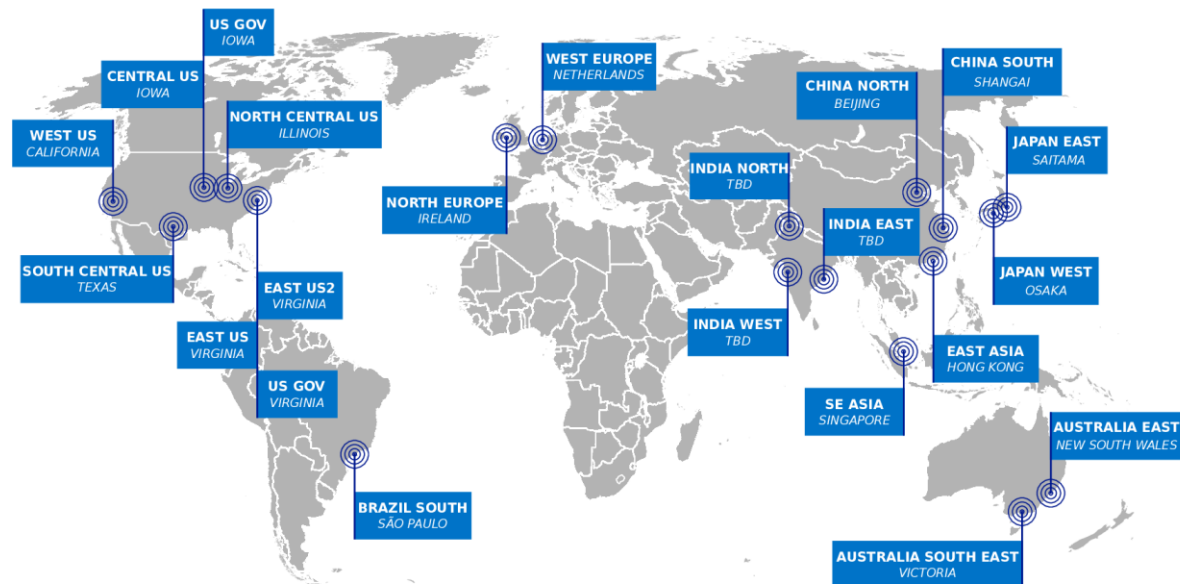 US GOV
IOWA
CENTRAL US
IOWA
NORTH CENTRAL US
ILLINOIS
WEST US
CALIFORNIA
SOUTH CENTRAL US
TEXAS
EAST US2
VIRGINIA
EAST US
VIRGINIA
US GOV
VIRGINIA
BRAZIL SOUTH
SÃO PAULO
WEST EUROPE
NETHERLANDS
NORTH EUROPE
IRELAND
CHINA SOUTH
SHANGAI
CHINA NORTH
BEIJING
JAPAN EAST
SAITAMA
INDIA NORTH
TBD
INDIA EAST
TBD
JAPAN WEST
OSAKA
INDIA WEST
TBD
EAST ASIA
HONG KONG
SE ASIA
SINGAPORE
AUSTRALIA EAST
NEW SOUTH WALES
AUSTRALIA SOUTH EAST
VICTORIA